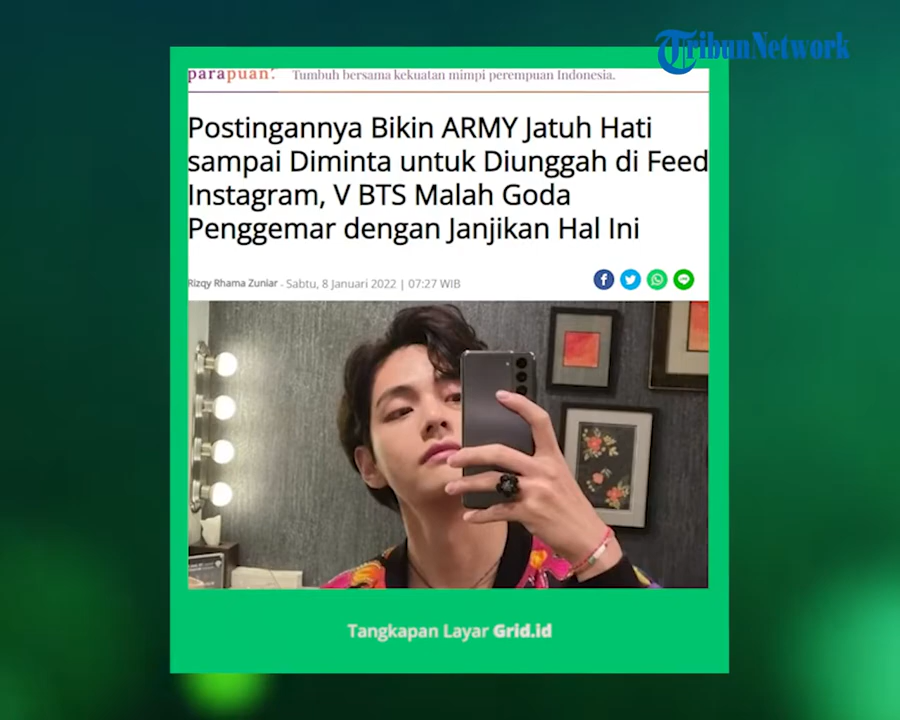 TribunNetwork
parapuan.
Tumbuh bersama kekuatan mimpi perempuan Indonesia.
Postingannya Bikin ARMY Jatuh Hati
sampai Diminta untuk Diunggah di Feed
Instagram, V BTS Malah Goda
Penggemar dengan Janjikan Hal Ini
Rizqy Rhama Zuniar - Sabtu, 8 Januari 2022 | 07:27 WIB
Tangkapan Layar Grid.id